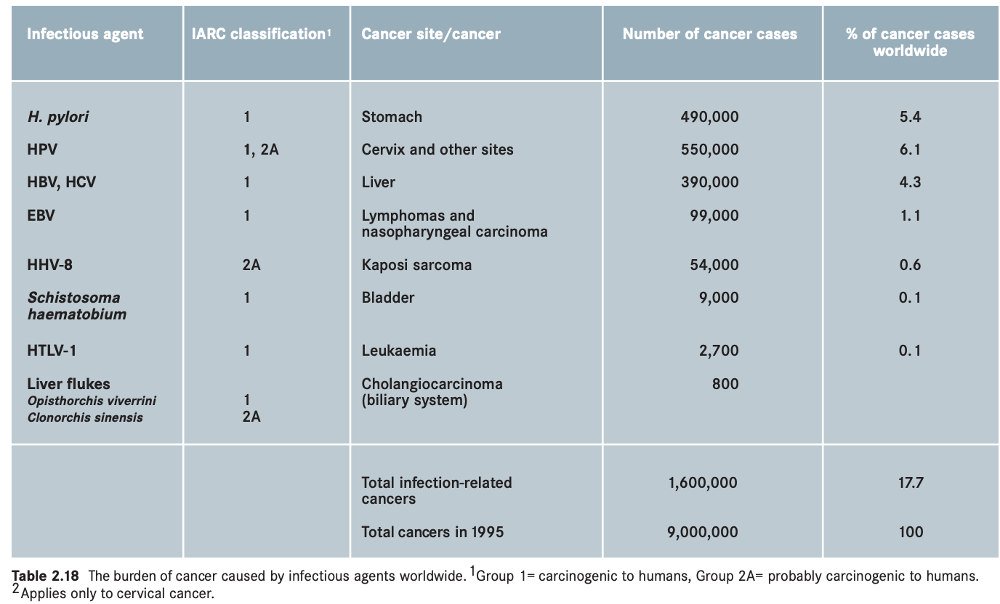 Infectious agent IARC classification¹ Cancer site/cancer Number of cancer cases % of cancer cases
worldwide
H. pylori 1 Stomach 490,000 5.4
HPV 1, 2A Cervix and other sites 550,000 6.1
HBV, HCV 1 Liver 390,000 4.3
EBV 1 Lymphomas and 99,000 1.1
nasopharyngeal carcinoma
HHV-8 2A Kaposi sarcoma 54,000 0.6
Schistosoma 1 Bladder 9,000 0.1
haematobium
HTLV-1 1 Leukaemia 2,700 0.1
Liver flukes Cholangiocarcinoma 800
Opisthorchis viverrini 1 (biliary system)
Clonorchis sinensis 2A
Total infection-related 1,600,000 17.7
cancers
Total cancers in 1995 9,000,000 100
Table 2.18 The burden of cancer caused by infectious agents worldwide. ¹Group 1= carcinogenic to humans, Group 2A= probably carcinogenic to humans.
²Applies only to cervical cancer.